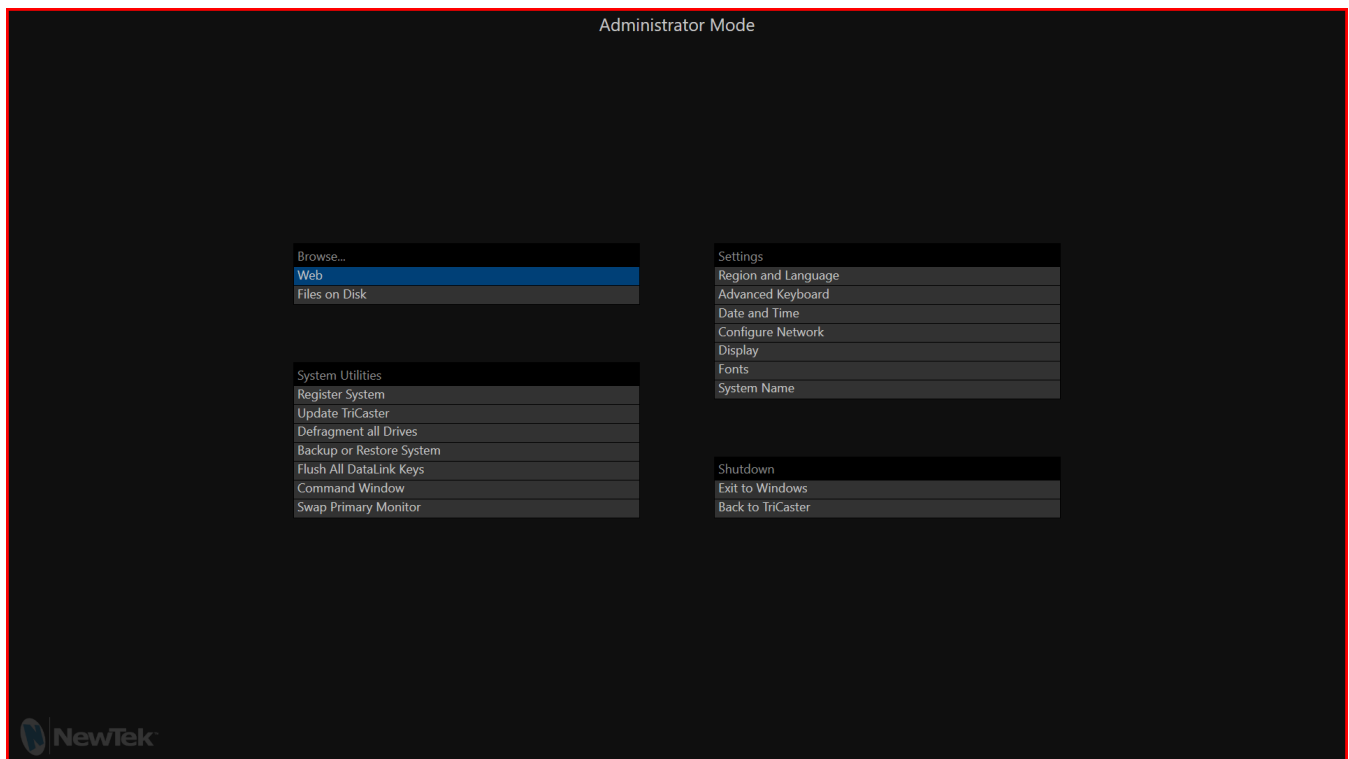 Administrator Mode
Browse...
Web
Files on Disk
System Utilities
Register System
Update TriCaster
Defragment all Drives
Backup or Restore System
Flush All DataLink Keys
Command Window
Swap Primary Monitor
Settings
Region and Language
Advanced Keyboard
Date and Time
Configure Network
Display
Fonts
System Name
Shutdown
Exit to Windows
Back to TriCaster
NewTek